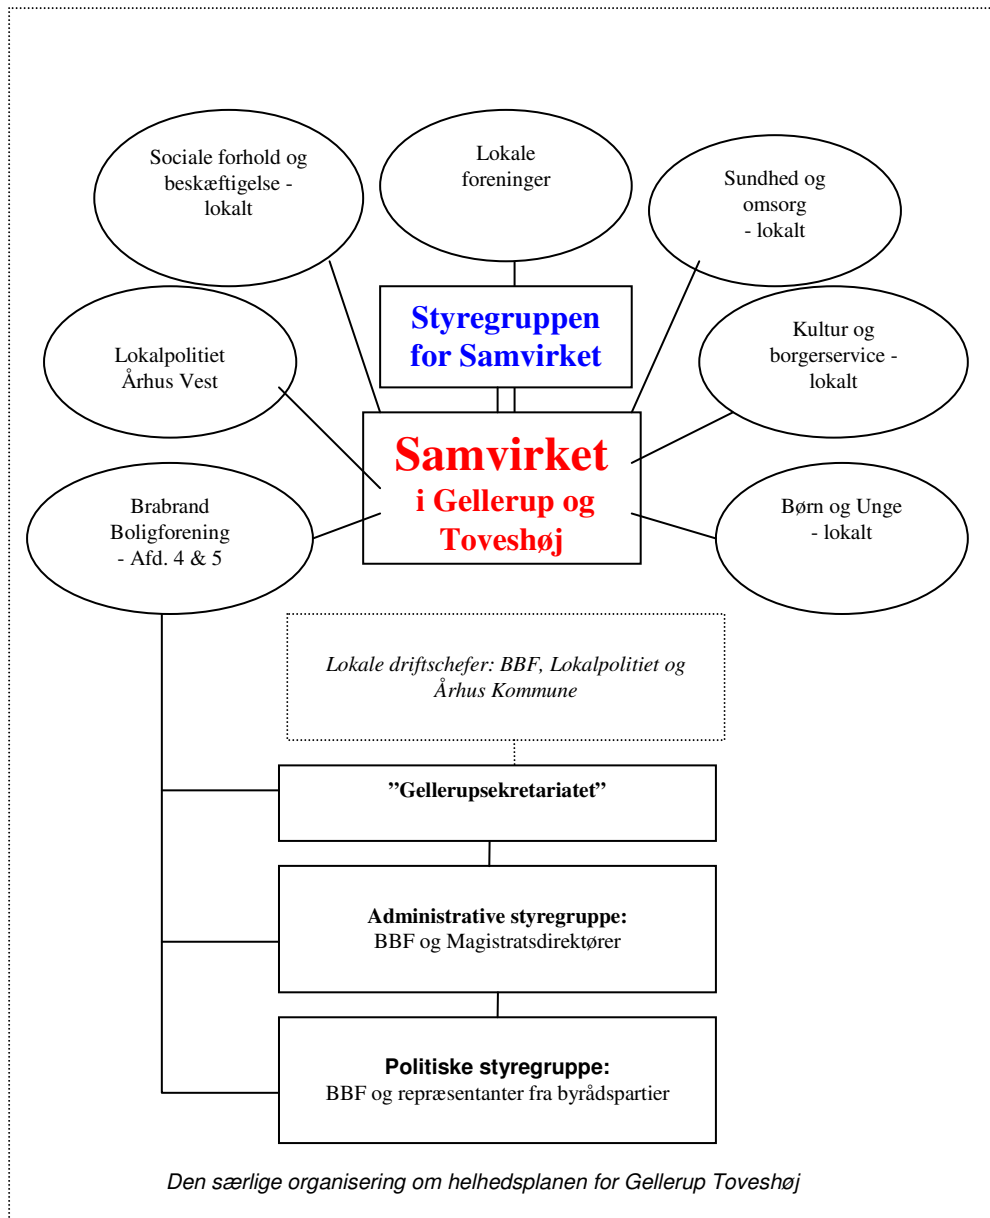 Sociale forhold og
beskæftigelse -
lokalt
Lokale
foreninger
Sundhed og
omsorg
- lokalt
Styregruppen
for Samvirket
Lokalpolitiet
Århus Vest
Kultur og
borgerservice -
lokalt
Samvirket
i Gellerup og
Toveshøj
Brabrand
Boligforening
- Afd. 4 & 5
Børn og Unge
- lokalt
Lokale driftschefer: BBF, Lokalpolitiet og
Århus Kommune
”Gellerupsekretariatet”
Administrative styregruppe:
BBF og Magistratsdirektører
Politiske styregruppe:
BBF og repræsentanter fra byrådspartier
Den særlige organisering om helhedsplanen for Gellerup Toveshøj